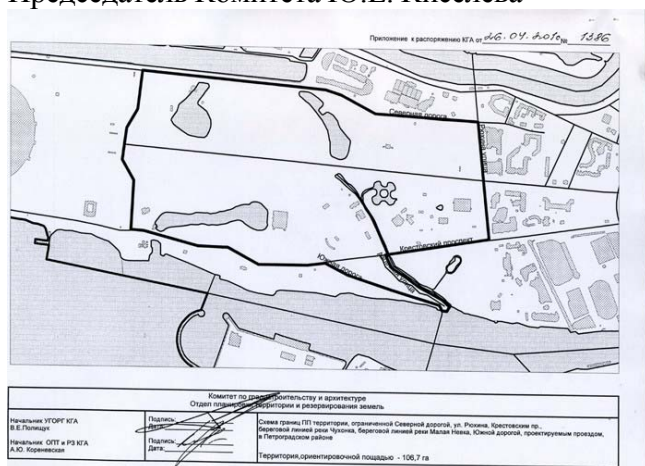 Председатель Комитета Ю.Е. Киселева
Приложение к распоряжению КГА от 26.04.2010 № 1386
Северная дорога
Крестовский проспект
Южная дорога
Комитет по градостроительству и архитектуре
Отдел планировки территории и резервирования земель
Начальник УГОРГ КГА
В.Е.Полищук
Подпись:
Дата:
Начальник ОПТ и РЗ КГА
А.Ю. Кореневская
Подпись:
Дата:
Схема границ ПП территории, ограниченной Северной дорогой, ул. Рюхина, Крестовским пр.,
береговой линией реки Чухонка, береговой линией реки Малая Невка, Южной дорогой, проектируемым проездом,
в Петроградском районе
Территория,ориентировочной пощадью - 106,7 га